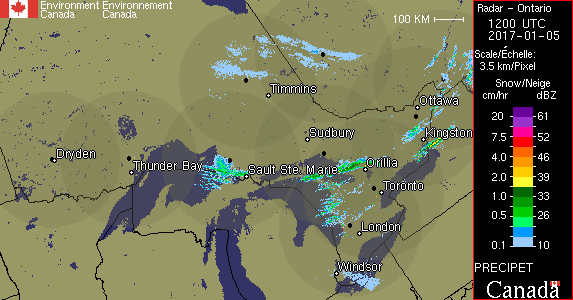 Environment Environnement
Canada Canada
100 KM
Radar - Ontario
1200 UTC
2017-01-05
Scale/Échelle:
3.5 km/Pixel
Snow/Neige
cm/hr dBZ
20 61
7.5 52
4.0 46
2.0 39
1.0 33
0.5 26
0.1 10
PRECIPET
Canada
Timmins
Ottawa
Sudbury
Kingston
Dryden
Thunder Bay
Sault Ste. Marie
Orillia
Toronto
London
Windsor